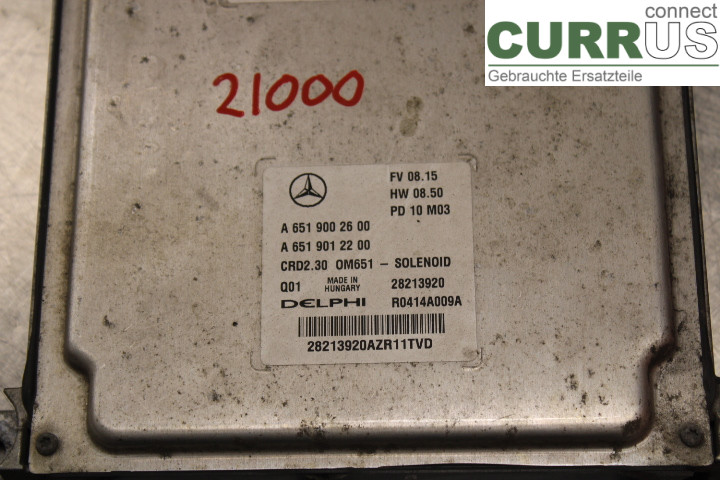 connect
CURRUS
Gebrauchte Ersatzteile
21000
FV 08.15
HW 08.50
PD 10 M03
A 651 900 26 00
A 651 901 22 00
CRD2.30 OM651 - SOLENOID
Q01 MADE IN HUNGARY 28213920
DELPHI R0414A009A
28213920AZR11TVD